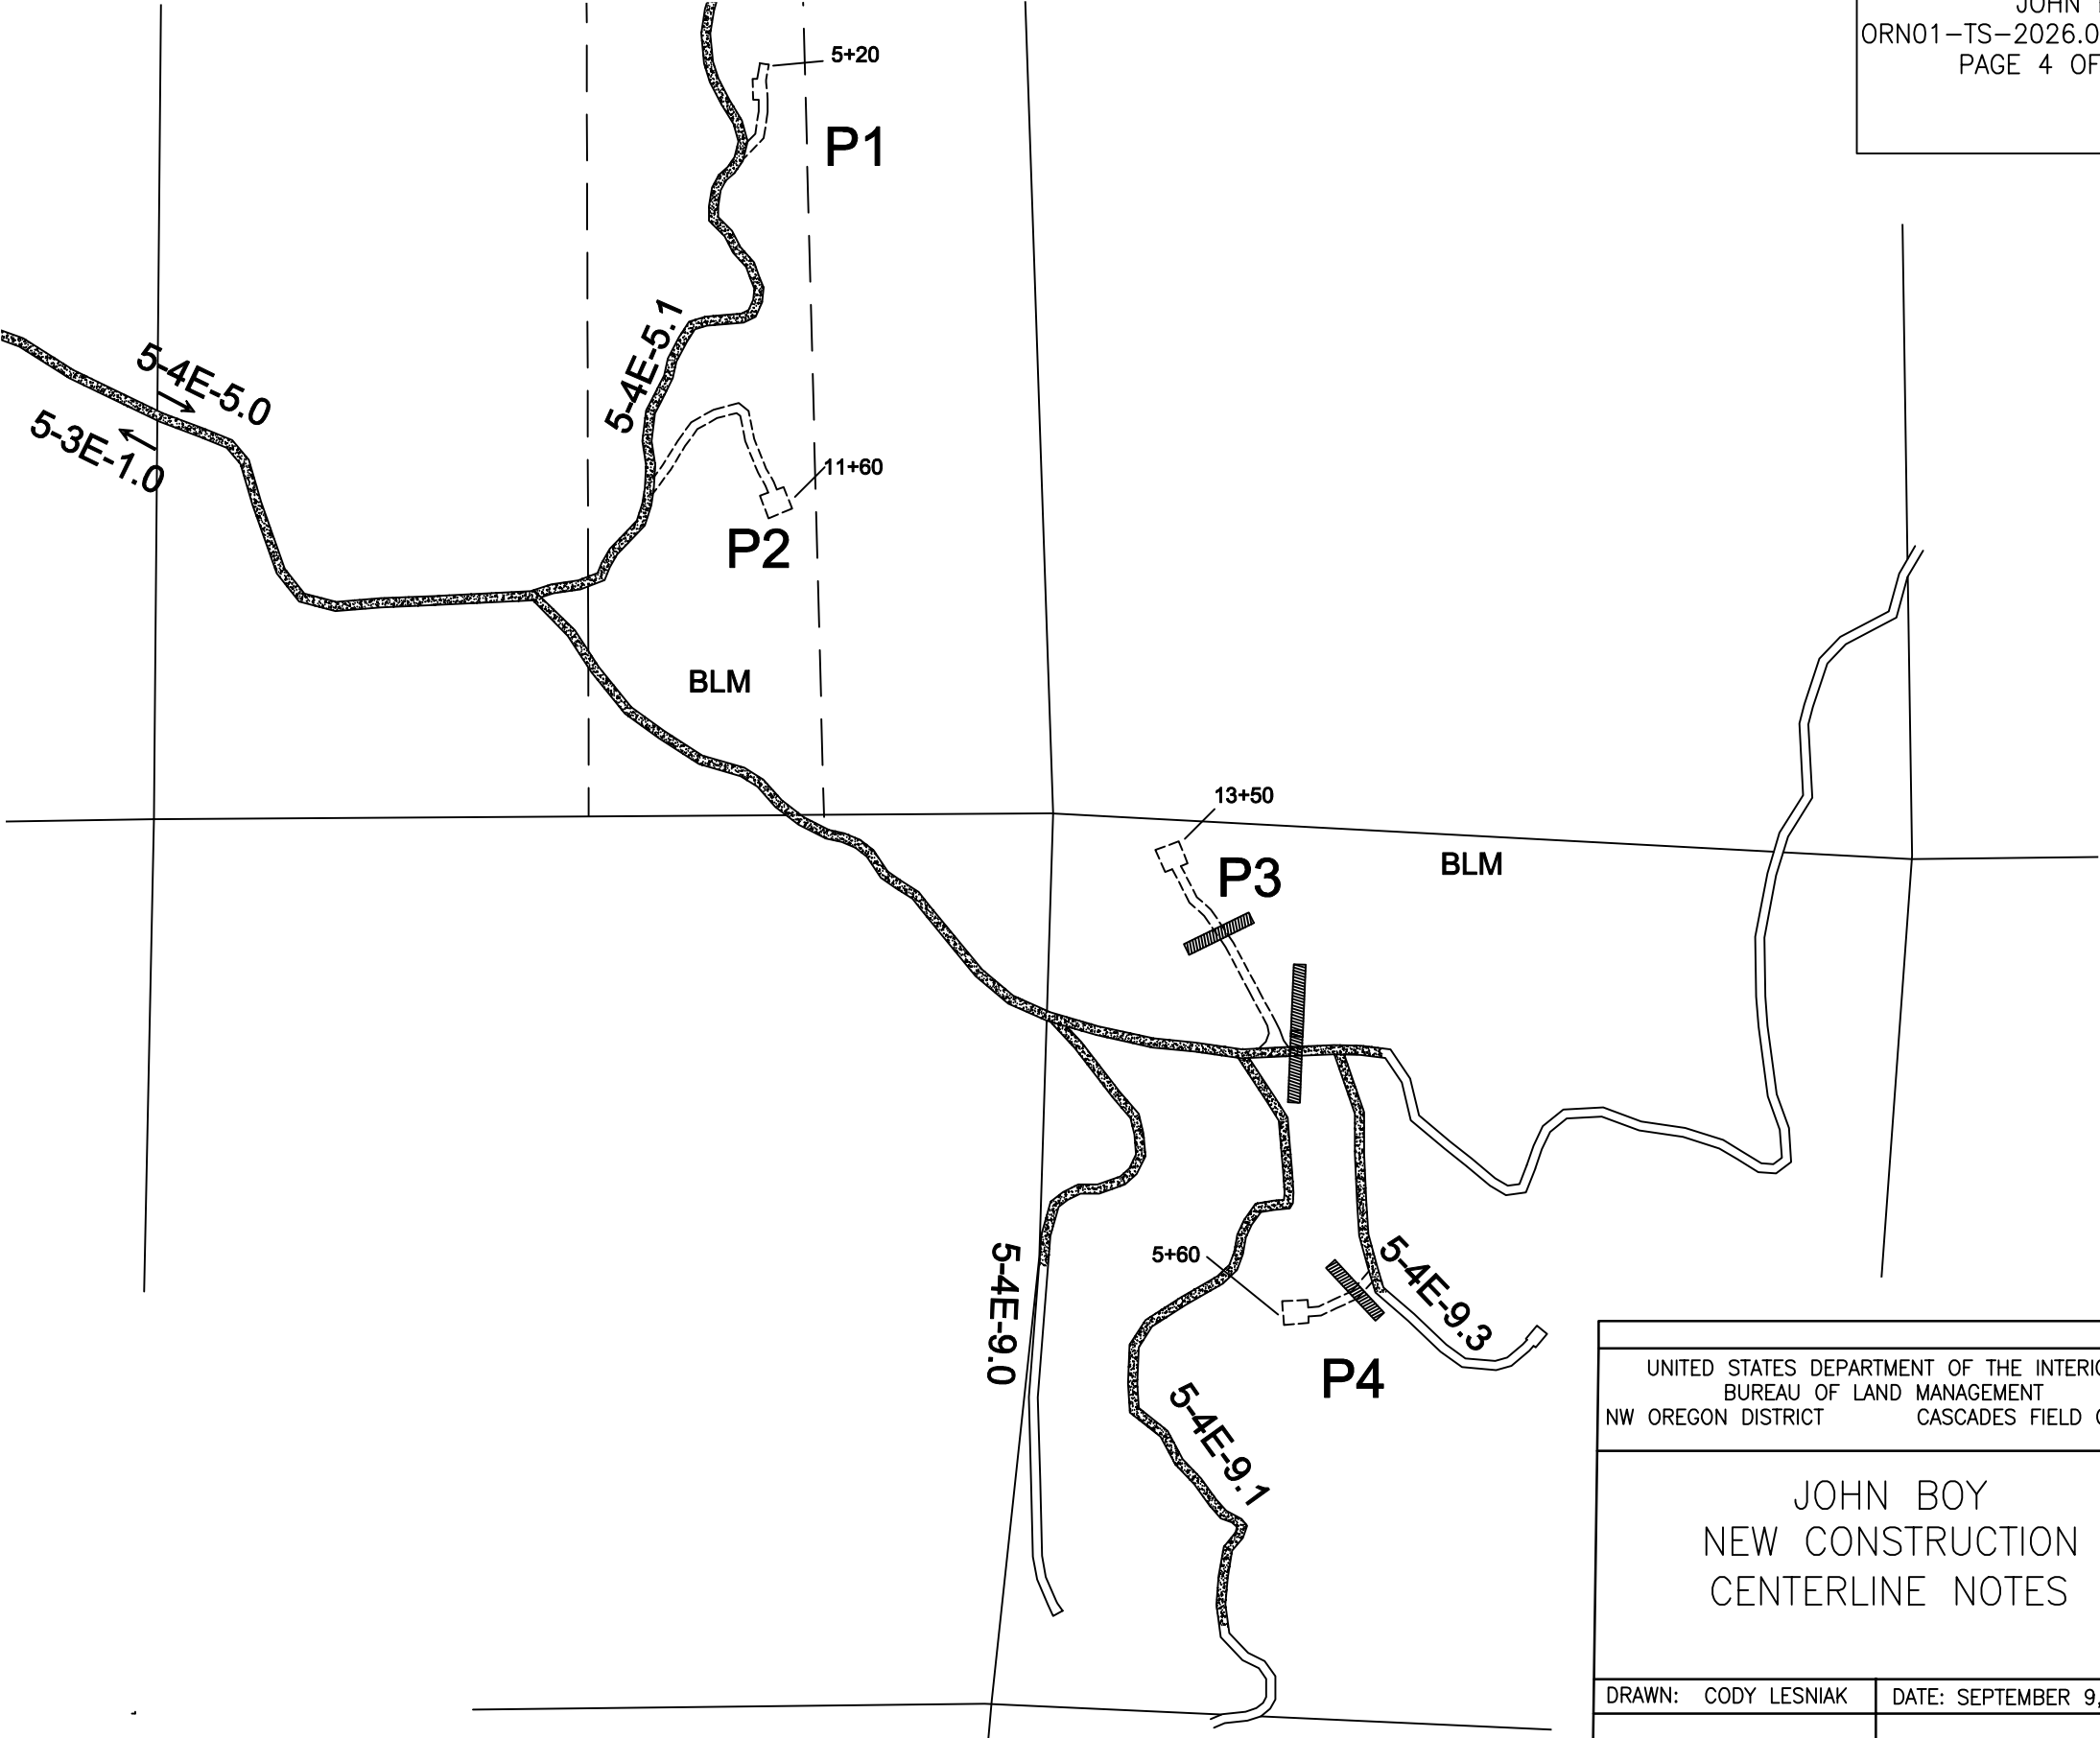 JOHN
ORN01-TS-2026.0
PAGE 4 OF
5+20
P1
5-4E-5.1
5-4E-5.0
5-3E-1.0
11+60
P2
BLM
13+50
P3
BLM
5+60
5-4E-9.0
5-4E-9.3
P4
5-4E-9.1
UNITED STATES DEPARTMENT OF THE
BUREAU OF LAND MANAGEMENT
NW OREGON DISTRICT CASCADES FIELD
JOHN BOY
NEW CONSTRUCTION
CENTERLINE NOTES
DRAWN: CODY LESNIAK
DATE: SEPTEMBER 9,